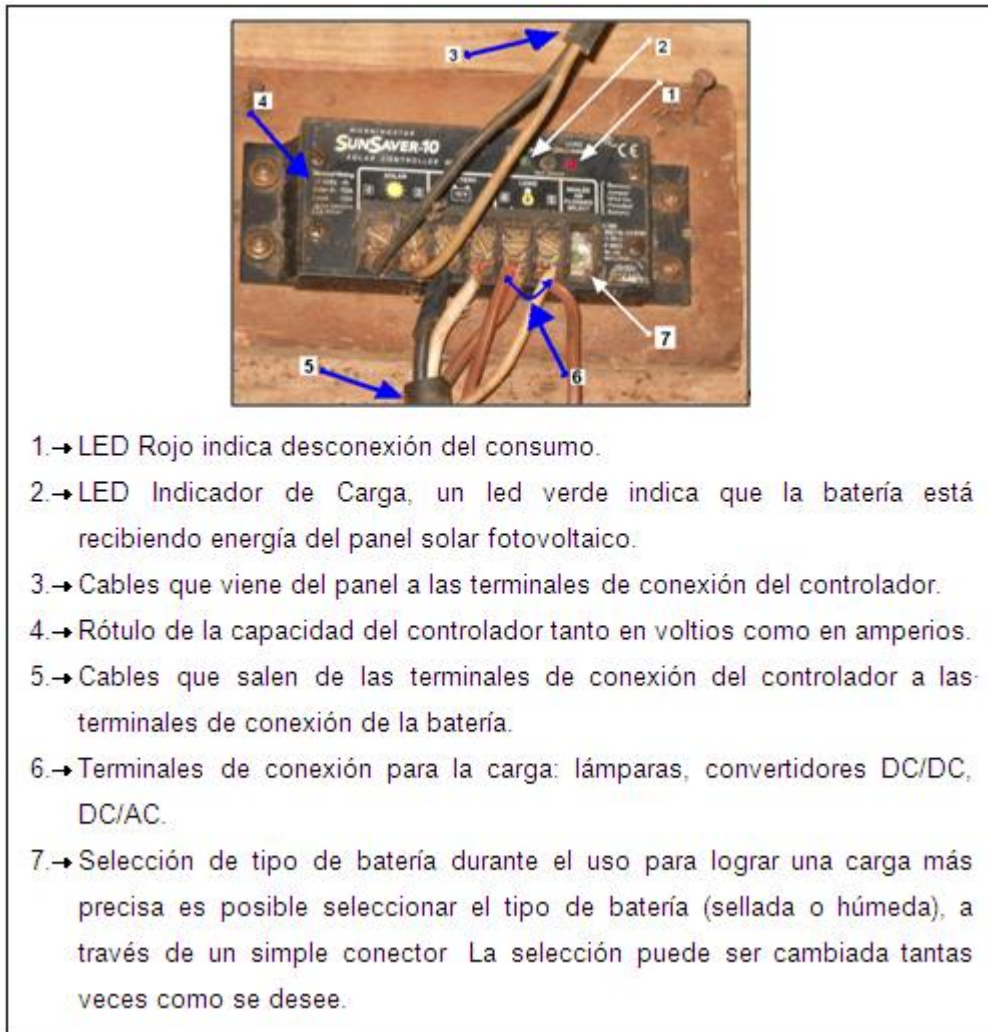 3
2
1
4
SUNSAVER-10
SOLAR CONTROLLER
SOLAR
LOAD
SEALED
OR
FLOODED
SELECT
7
5
6
1.→ LED Rojo indica desconexión del consumo.
2.→ LED Indicador de Carga, un led verde indica que la batería está
recibiendo energía del panel solar fotovoltaico.
3.→ Cables que viene del panel a las terminales de conexión del controlador.
4.→ Rótulo de la capacidad del controlador tanto en voltios como en amperios.
5.→ Cables que salen de las terminales de conexión del controlador a las
terminales de conexión de la batería.
6.→ Terminales de conexión para la carga: lámparas, convertidores DC/DC,
DC/AC.
7.→ Selección de tipo de batería durante el uso para lograr una carga más
precisa es posible seleccionar el tipo de batería (sellada o húmeda), a
través de un simple conector La selección puede ser cambiada tantas
veces como se desee.